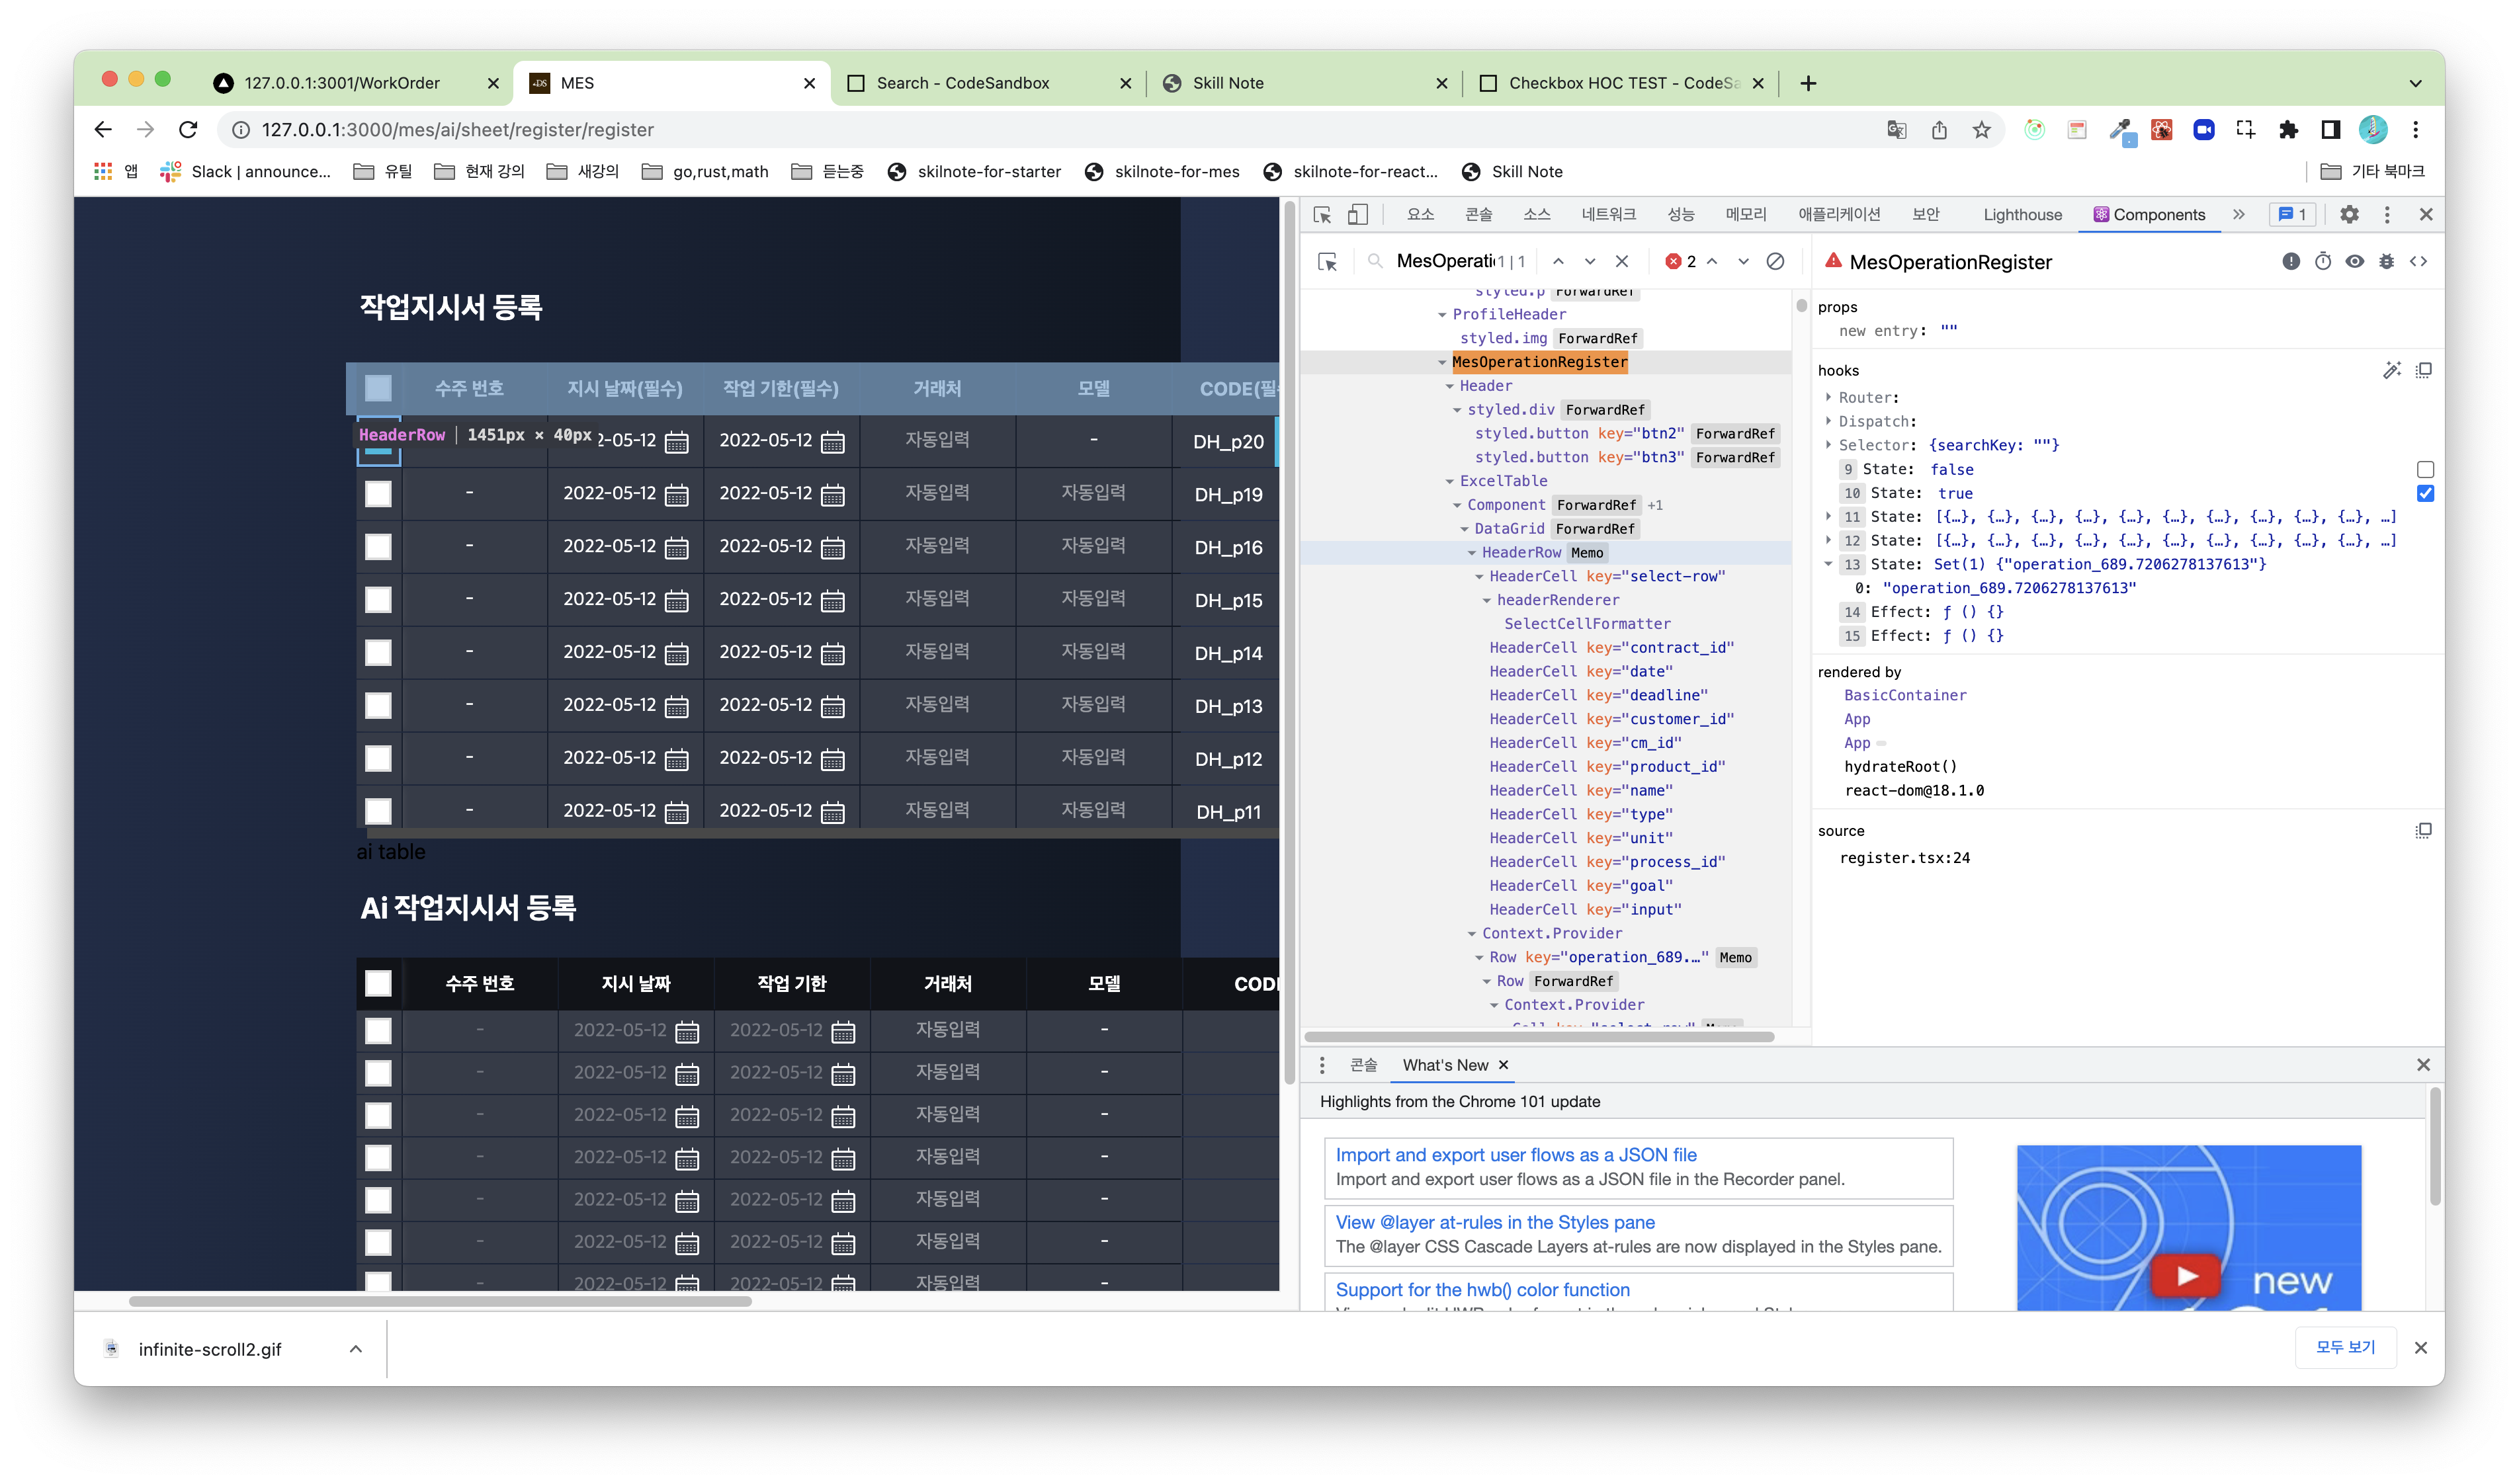 127.0.0.1:3001/WorkOrder
MES
Search - CodeSandbox
Skill Note
Checkbox HOC TEST - CodeSa
127.0.0.1:3000/mes/ai/sheet/register/register
앱
Slack | announce...
유틸
현재 강의
새강의
go,rust,math
듣는중
skilnote-for-starter
skilnote-for-mes
skilnote-for-react...
Skill Note
기타 북마크
작업지시서 등록
수주 번호 지시 날짜(필수) 작업 기한(필수) 거래처 모델 CODE(필
HeaderRow | 1451px × 40px
2-05-12 2022-05-12 자동입력 - DH_p20
- 2022-05-12 2022-05-12 자동입력 자동입력 DH_p19
- 2022-05-12 2022-05-12 자동입력 자동입력 DH_p16
- 2022-05-12 2022-05-12 자동입력 자동입력 DH_p15
- 2022-05-12 2022-05-12 자동입력 자동입력 DH_p14
- 2022-05-12 2022-05-12 자동입력 자동입력 DH_p13
- 2022-05-12 2022-05-12 자동입력 자동입력 DH_p12
- 2022-05-12 2022-05-12 자동입력 자동입력 DH_p11
ai table
Ai 작업지시서 등록
수주 번호 지시 날짜 작업 기한 거래처 모델 CODE
- 2022-05-12 2022-05-12 자동입력 -
- 2022-05-12 2022-05-12 자동입력 -
- 2022-05-12 2022-05-12 자동입력 -
- 2022-05-12 2022-05-12 자동입력 -
- 2022-05-12 2022-05-12 자동입력 -
- 2022-05-12 2022-05-12 자동입력 -
- 2022-05-12 2022-05-12 자동입력 -
요소 콘솔 소스 네트워크 성능 메모리 애플리케이션 보안 Lighthouse Components » 1
MesOperati 1 | 1 2
styled.p ForwardRef
ProfileHeader
styled.img ForwardRef
MesOperationRegister
Header
styled.div ForwardRef
styled.button key="btn2" ForwardRef
styled.button key="btn3" ForwardRef
ExcelTable
Component ForwardRef +1
DataGrid ForwardRef
HeaderRow Memo
HeaderCell key="select-row"
headerRenderer
SelectCellFormatter
HeaderCell key="contract_id"
HeaderCell key="date"
HeaderCell key="deadline"
HeaderCell key="customer_id"
HeaderCell key="cm_id"
HeaderCell key="product_id"
HeaderCell key="name"
HeaderCell key="type"
HeaderCell key="unit"
HeaderCell key="process_id"
HeaderCell key="goal"
HeaderCell key="input"
Context.Provider
Row key="operation_689.…" Memo
Row ForwardRef
Context.Provider
Cell key="select-row" Memo
MesOperationRegister
props
new entry: ""
hooks
Router:
Dispatch:
Selector: {searchKey: ""}
9 State: false
10 State: true
11 State: [{…}, {…}, {…}, {…}, {…}, {…}, {…}, {…}, {…}, {…}, …]
12 State: [{…}, {…}, {…}, {…}, {…}, {…}, {…}, {…}, {…}, {…}, …]
13 State: Set(1) {"operation_689.7206278137613"}
0: "operation_689.7206278137613"
14 Effect: ƒ () {}
15 Effect: ƒ () {}
rendered by
BasicContainer
App
App
hydrateRoot()
react-dom@18.1.0
source
register.tsx:24
콘솔 What's New
Highlights from the Chrome 101 update
Import and export user flows as a JSON file
Import and export user flows as a JSON file in the Recorder panel.
View @layer at-rules in the Styles pane
The @layer CSS Cascade Layers at-rules are now displayed in the Styles pane.
Support for the hwb() color function
new
infinite-scroll2.gif
모두 보기